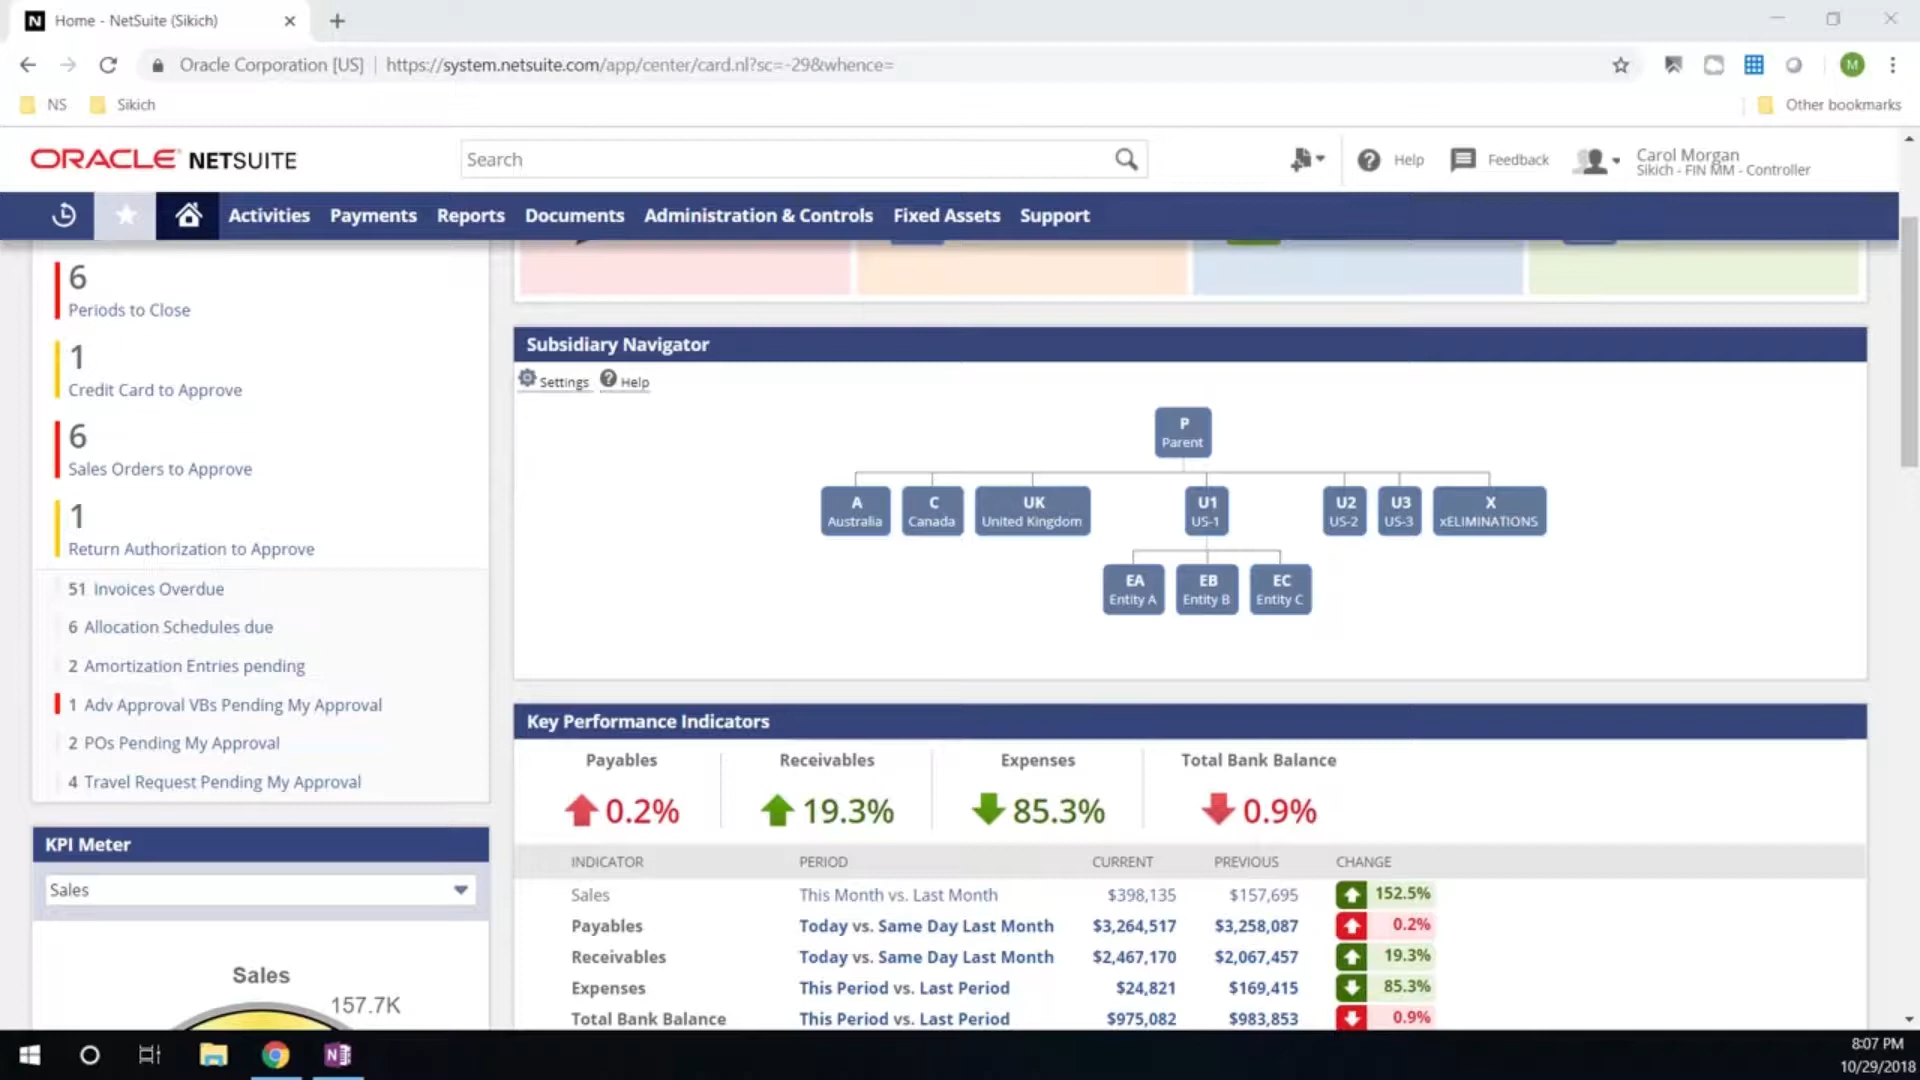 Home - NetSuite (Sikich)
Oracle Corporation [US] https://system.netsuite.com/app/center/card.nl?sc=-29&whence=
M
NS Sikich Other bookmarks
ORACLE NETSUITE
Search
Help Feedback
Carol Morgan
Sikich - FIN MM - Controller
Activities Payments Reports Documents Administration & Controls Fixed Assets Support
6
Periods to Close
1
Credit Card to Approve
6
Sales Orders to Approve
1
Return Authorization to Approve
51 Invoices Overdue
6 Allocation Schedules due
2 Amortization Entries pending
1 Adv Approval VBs Pending My Approval
2 POs Pending My Approval
4 Travel Request Pending My Approval
KPI Meter
Sales
Sales
157.7K
Subsidiary Navigator
Settings Help
P
Parent
A C UK U1 U2 U3 X
Australia Canada United Kingdom US-1 US-2 US-3 xELIMINATIONS
EA EB EC
Entity A Entity B Entity C
Key Performance Indicators
Payables Receivables Expenses Total Bank Balance
0.2% 19.3% 85.3% 0.9%
INDICATOR PERIOD CURRENT PREVIOUS CHANGE
Sales This Month vs. Last Month $398,135 $157,695 152.5%
Payables Today vs. Same Day Last Month $3,264,517 $3,258,087 0.2%
Receivables Today vs. Same Day Last Month $2,467,170 $2,067,457 19.3%
Expenses This Period vs. Last Period $24,821 $169,415 85.3%
Total Bank Balance This Period vs. Last Period $975,082 $983,853 0.9%
8:07 PM
10/29/2018